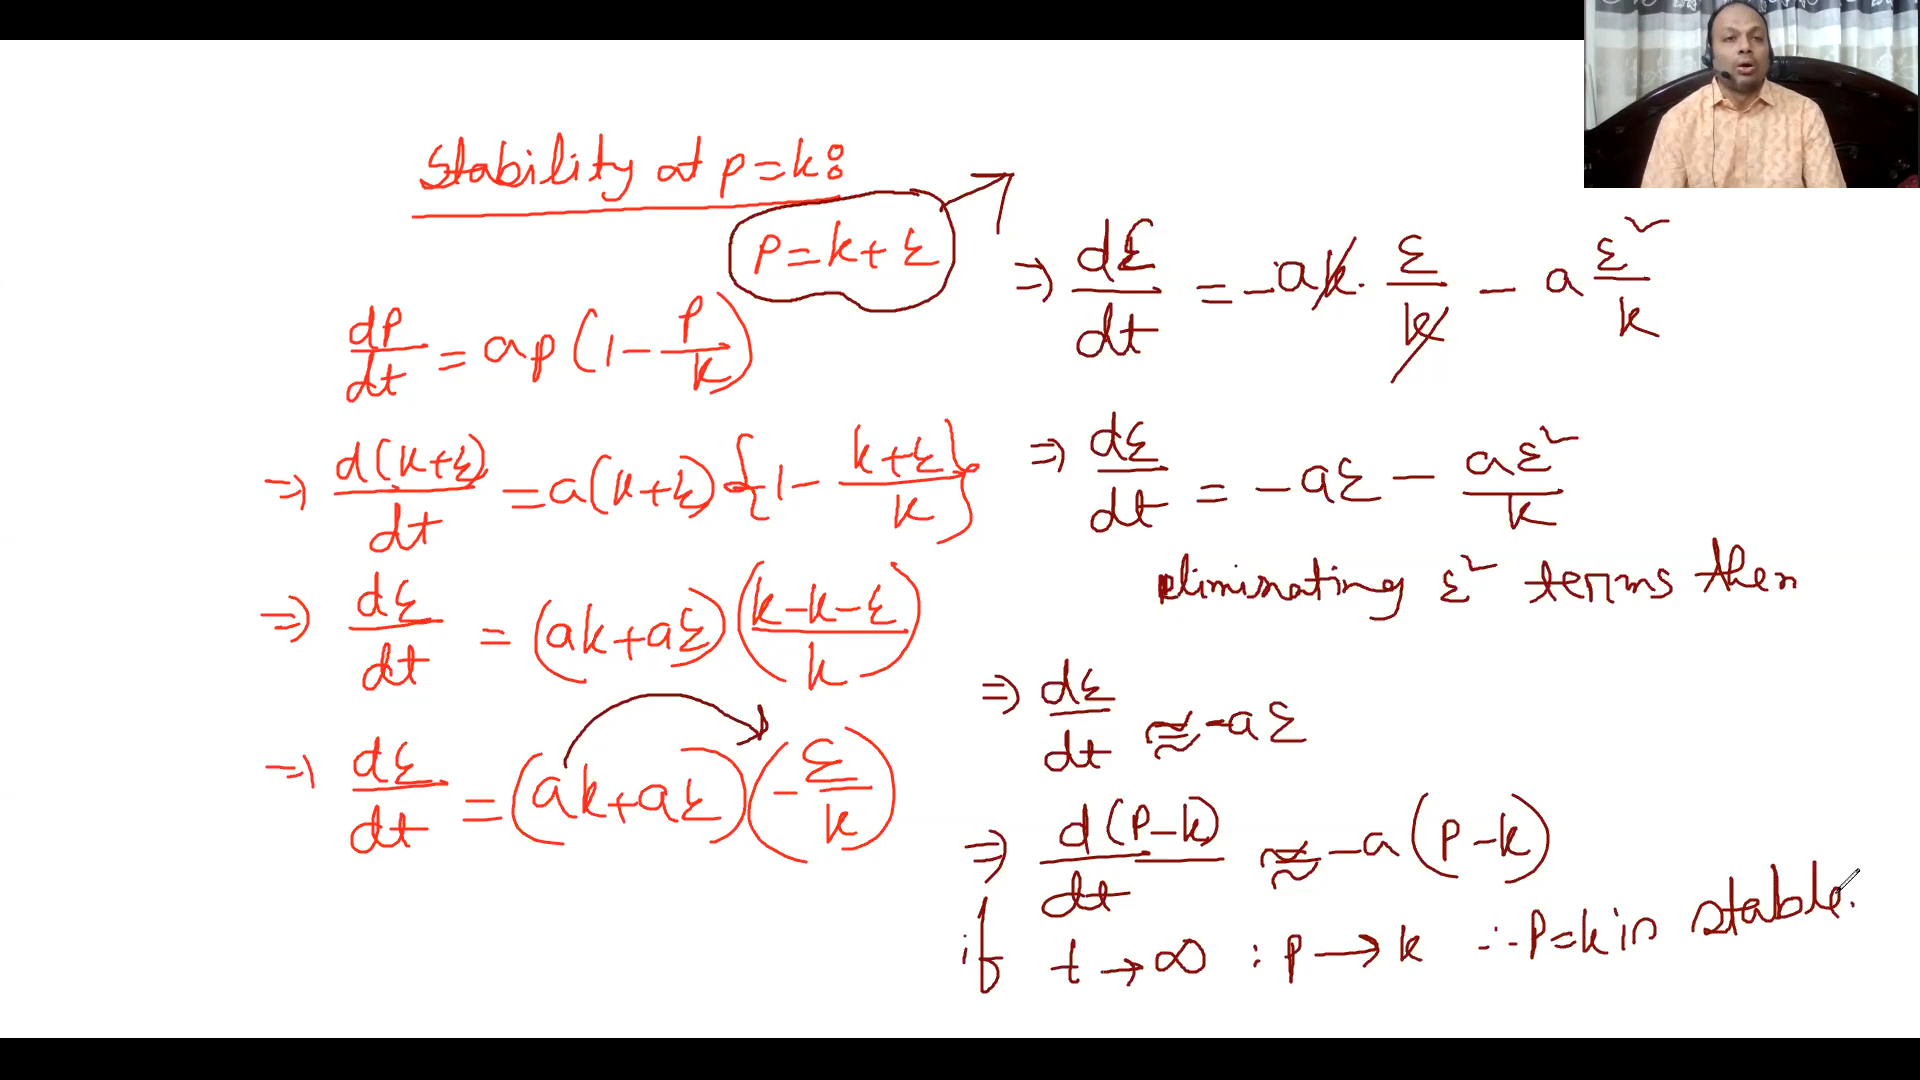 Stability at p=k:
p=k+ε
dp/dt = ap(1-p/k)
⇒ d(k+ε)/dt = a(k+ε){1-(k+ε)/k}
⇒ dε/dt = (ak+aε)((k-k-ε)/k)
⇒ dε/dt = (ak+aε)(-ε/k)
⇒ dε/dt = -ak·ε/k - aε²/k
⇒ dε/dt = -aε - aε²/k
eliminating ε² terms then
⇒ dε/dt ≈ -aε
⇒ d(p-k)/dt ≈ -a(p-k)
if t→∞ : p→k ∴ p=k is stable.